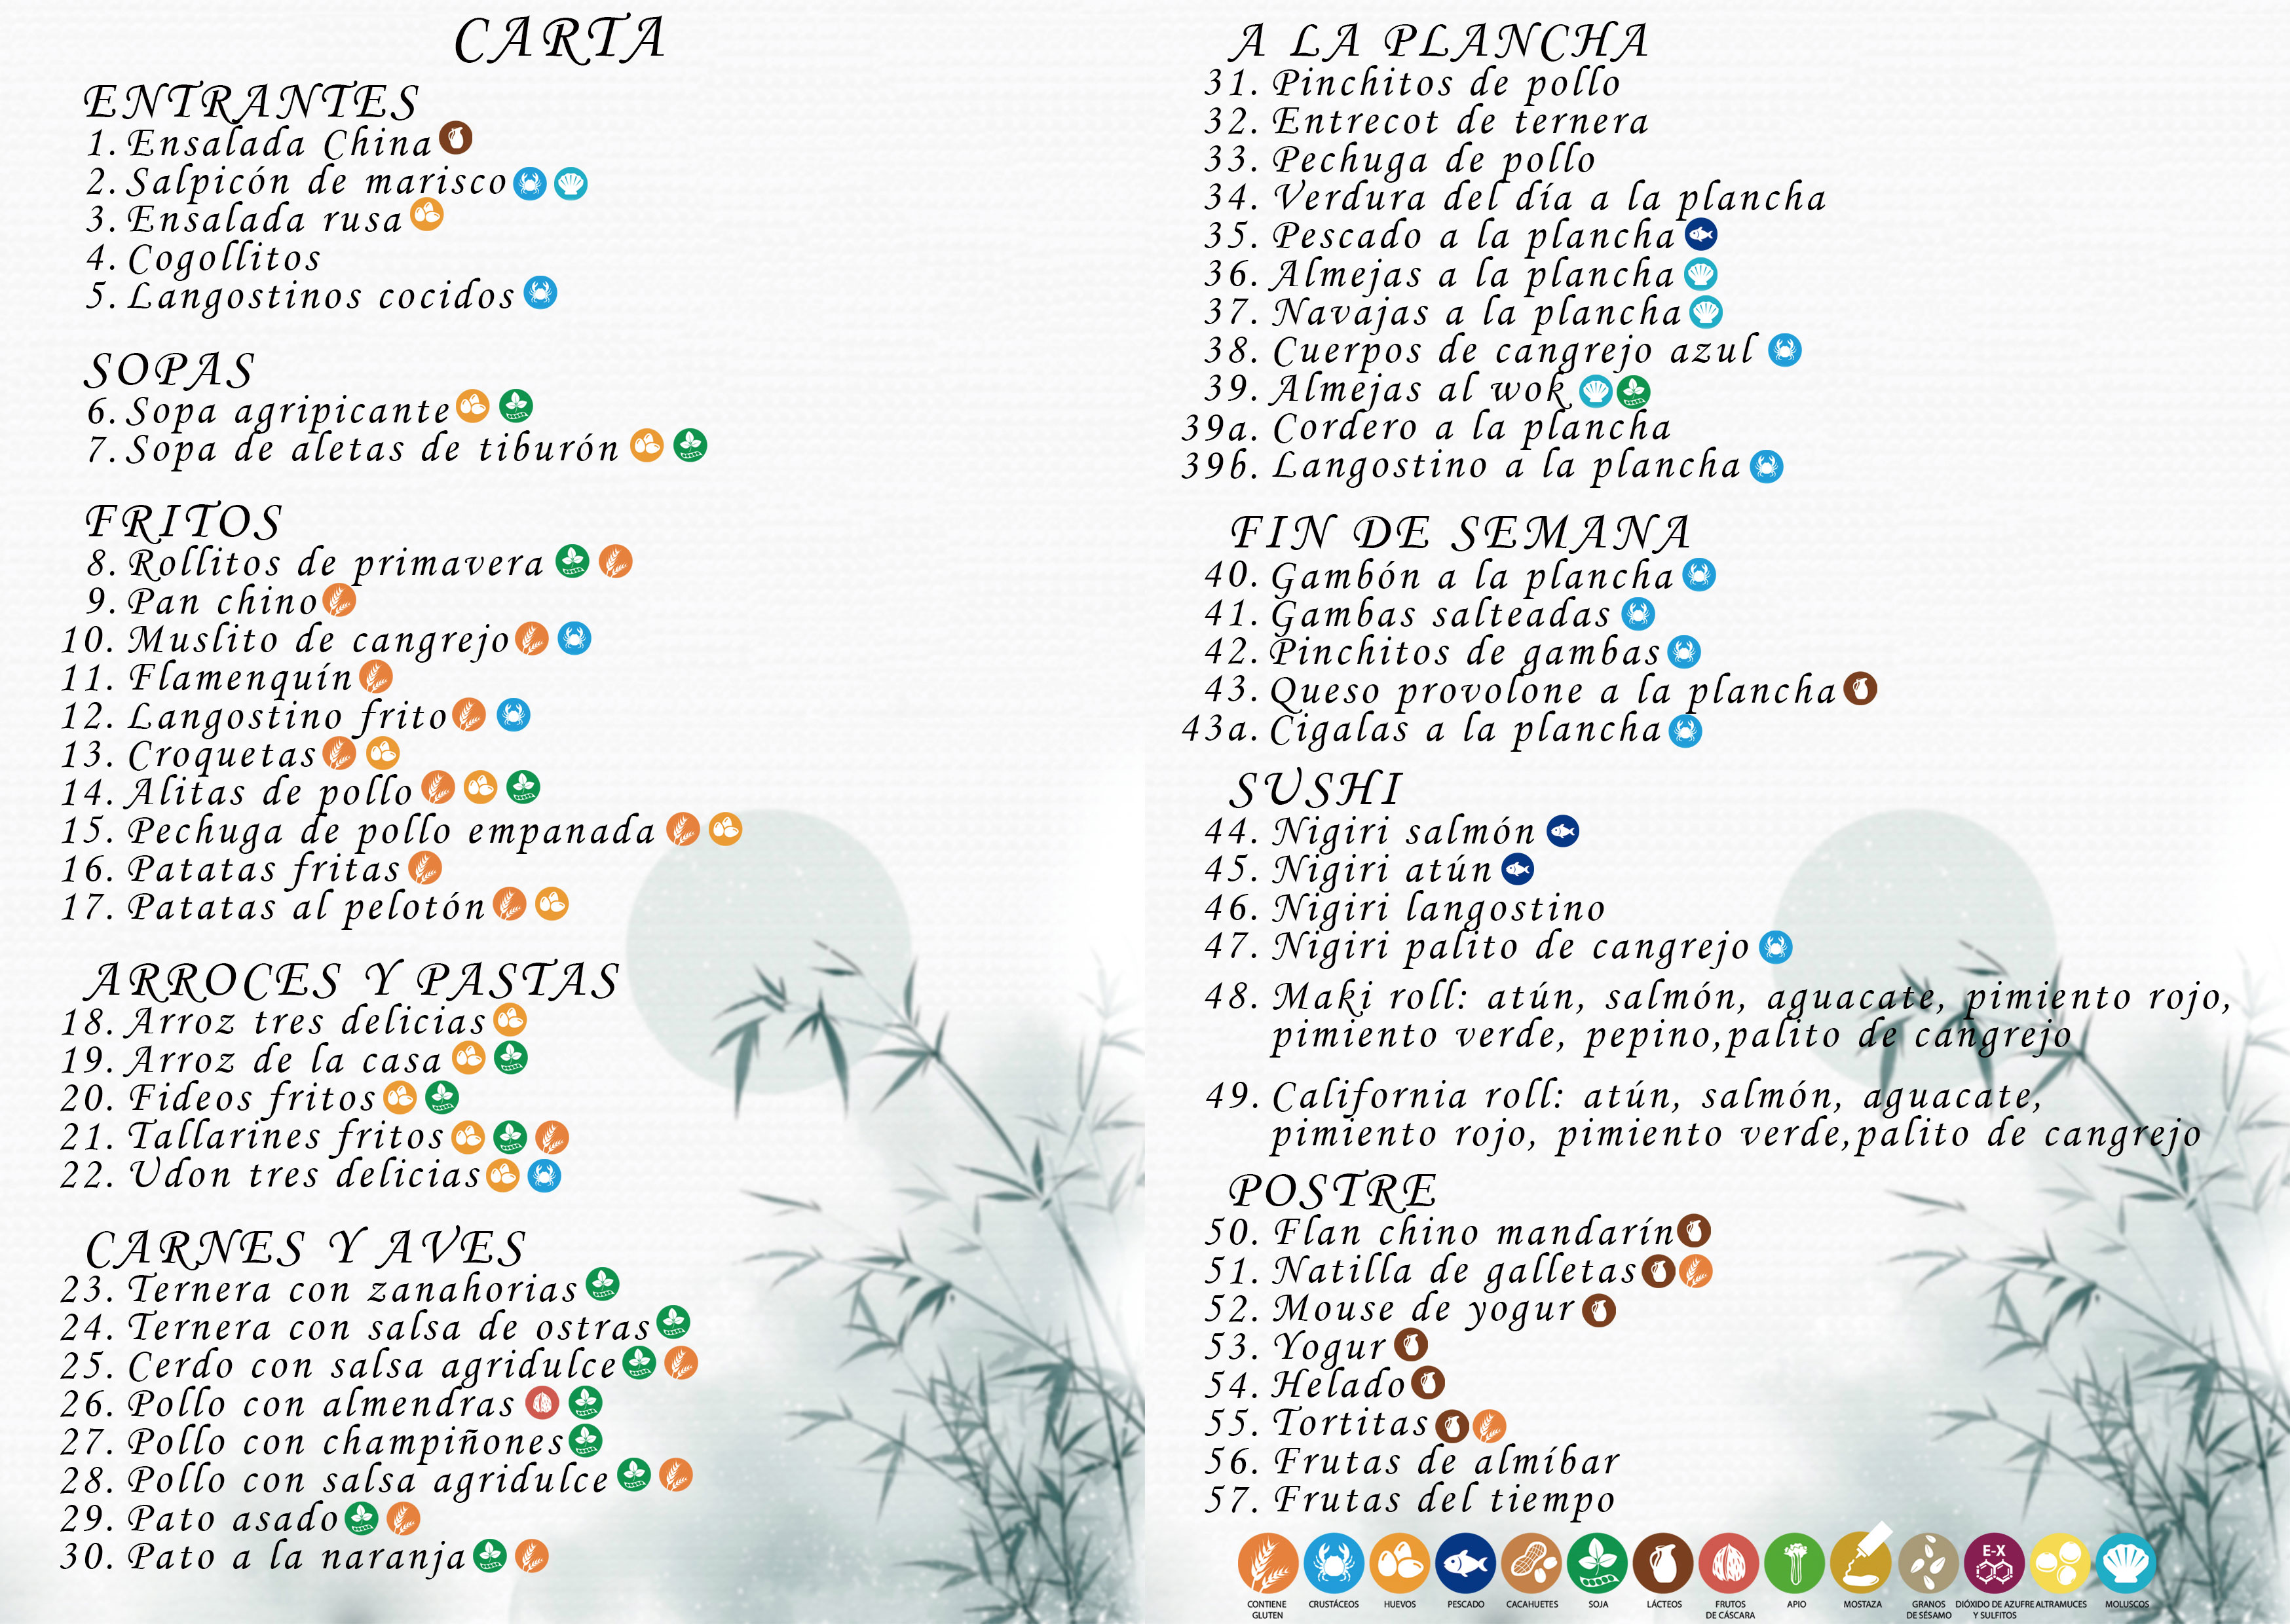 CARTA
ENTRANTES
1. Ensalada China
2. Salpicón de marisco
3. Ensalada rusa
4. Cogollitos
5. Langostinos cocidos
SOPAS
6. Sopa agripicante
7. Sopa de aletas de tiburón
FRITOS
8. Rollitos de primavera
9. Pan chino
10. Muslito de cangrejo
11. Flamenquín
12. Langostino frito
13. Croquetas
14. Alitas de pollo
15. Pechuga de pollo empanada
16. Patatas fritas
17. Patatas al pelotón
ARROCES Y PASTAS
18. Arroz tres delicias
19. Arroz de la casa
20. Fideos fritos
21. Tallarines fritos
22. Udon tres delicias
CARNES Y AVES
23. Ternera con zanahorias
24. Ternera con salsa de ostras
25. Cerdo con salsa agridulce
26. Pollo con almendras
27. Pollo con champiñones
28. Pollo con salsa agridulce
29. Pato asado
30. Pato a la naranja
A LA PLANCHA
31. Pinchitos de pollo
32. Entrecot de ternera
33. Pechuga de pollo
34. Verdura del día a la plancha
35. Pescado a la plancha
36. Almejas a la plancha
37. Navajas a la plancha
38. Cuerpos de cangrejo azul
39. Almejas al wok
39a. Cordero a la plancha
39b. Langostino a la plancha
FIN DE SEMANA
40. Gambón a la plancha
41. Gambas salteadas
42. Pinchitos de gambas
43. Queso provolone a la plancha
43a. Cigalas a la plancha
SUSHI
44. Nigiri salmón
45. Nigiri atún
46. Nigiri langostino
47. Nigiri palito de cangrejo
48. Maki roll: atún, salmón, aguacate, pimiento rojo,
pimiento verde, pepino,palito de cangrejo
49. California roll: atún, salmón, aguacate,
pimiento rojo, pimiento verde,palito de cangrejo
POSTRE
50. Flan chino mandarín
51. Natilla de galletas
52. Mouse de yogur
53. Yogur
54. Helado
55. Tortitas
56. Frutas de almíbar
57. Frutas del tiempo
E-X
CONTIENE GLUTEN
CRUSTÁCEOS
HUEVOS
PESCADO
CACAHUETES
SOJA
LÁCTEOS
FRUTOS DE CÁSCARA
APIO
MOSTAZA
GRANOS DE SÉSAMO
DIÓXIDO DE AZUFRE Y SULFITOS
ALTRAMUCES
MOLUSCOS